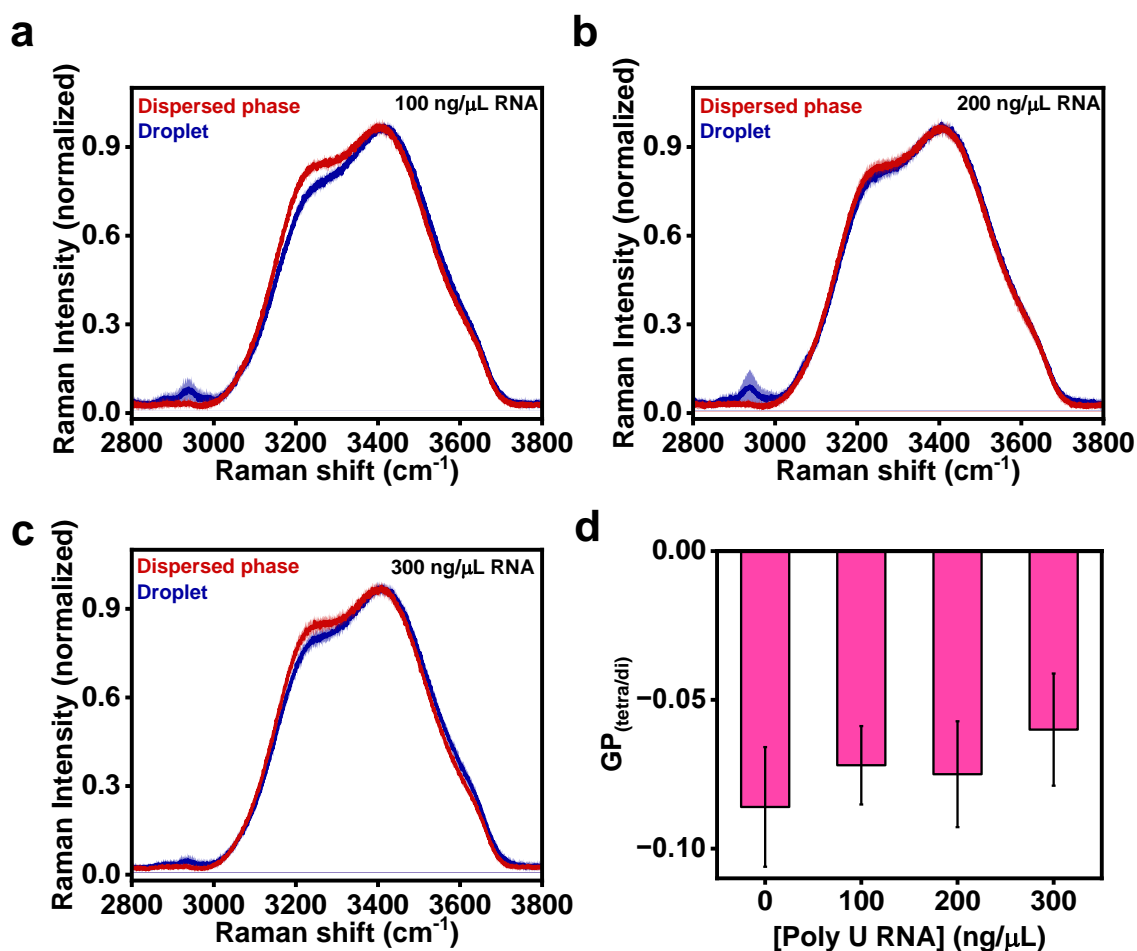 a
Raman Intensity (normalized)
Dispersed phase
Droplet
100 ng/μL RNA
0.9
0.6
0.3
0.0
2800 3000 3200 3400 3600 3800
Raman shift (cm-1)
b
Raman Intensity (normalized)
Dispersed phase
Droplet
200 ng/μL RNA
0.9
0.6
0.3
0.0
2800 3000 3200 3400 3600 3800
Raman shift (cm-1)
c
Raman Intensity (normalized)
Dispersed phase
Droplet
300 ng/μL RNA
0.9
0.6
0.3
0.0
2800 3000 3200 3400 3600 3800
Raman shift (cm-1)
d
GP(tetra/di)
0.00
−0.05
−0.10
0 100 200 300
[Poly U RNA] (ng/μL)